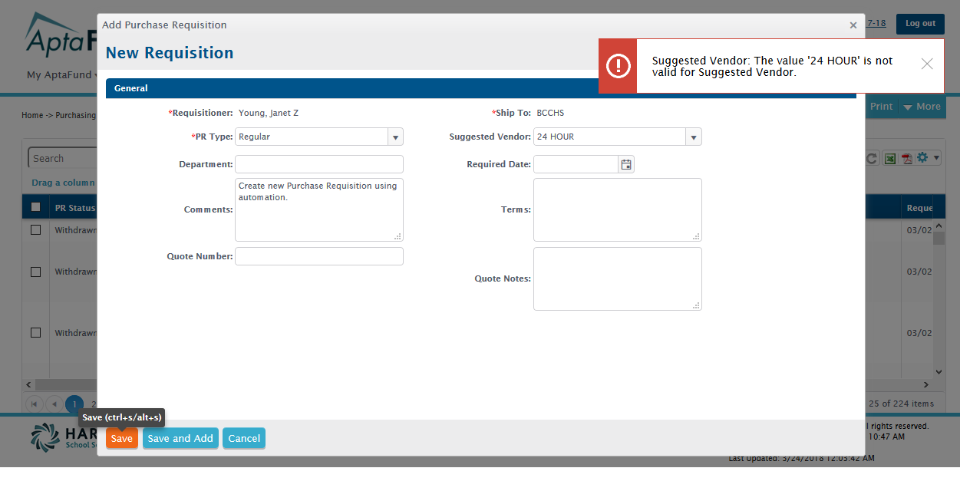 Add Purchase Requisition
×
7-18
Log out
AptaF
New Requisition
Suggested Vendor: The value '24 HOUR' is not
valid for Suggested Vendor.
My AptaFund
General
Print
More
Home -> Purchasing
*Requisitioner: Young, Janet Z
*Ship To: BCCHS
*PR Type: Regular
Suggested Vendor: 24 HOUR
Search
Department:
Required Date:
Drag a column
Comments: Create new Purchase Requisition using
automation.
Terms:
PR Status
Reque
Withdrawn
03/02
Quote Number:
Quote Notes:
Withdrawn
03/02
Withdrawn
03/02
1
2
25 of 224 items
Save (ctrl+s/alt+s)
HAR
School S
Save
Save and Add
Cancel
l rights reserved.
10:47 AM
Last Updated: 5/24/2018 12:05:42 AM